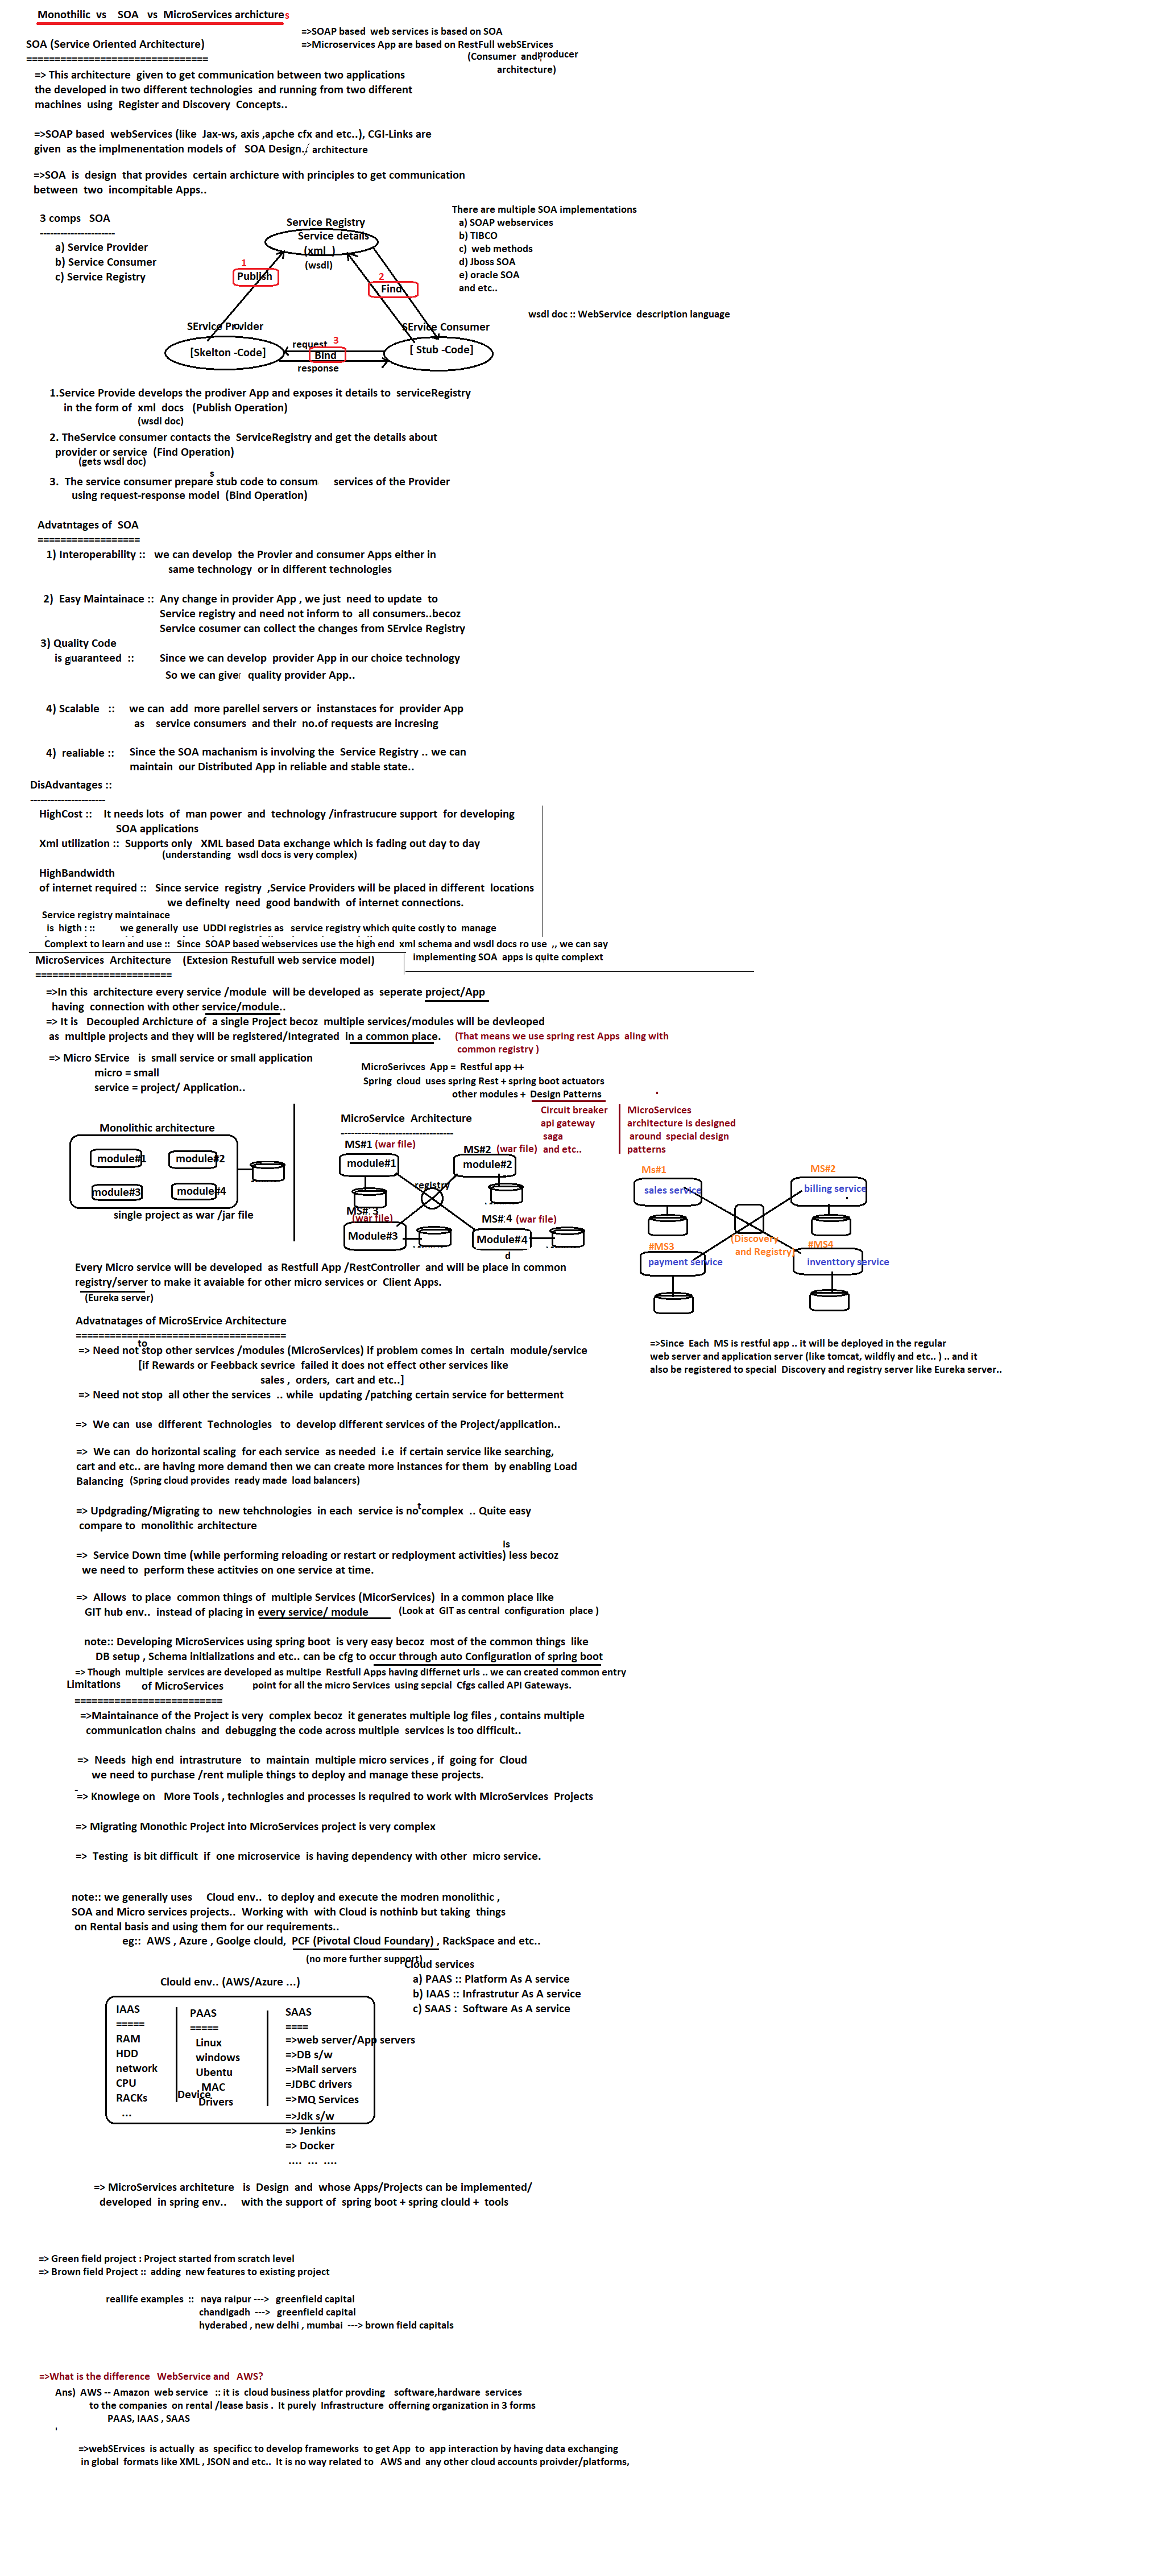 Monothilic vs SOA vs MicroServices archictures
=>SOAP based web services is based on SOA
=>Microservices App are based on RestFull webSErvices
(Consumer and producer
architecture)
SOA (Service Oriented Architecture)
================================
=> This architecture given to get communication between two applications
the developed in two different technologies and running from two different
machines using Register and Discovery Concepts..
=>SOAP based webServices (like Jax-ws, axis ,apche cfx and etc..), CGI-Links are
given as the implmenentation models of SOA Design./ architecture
=>SOA is design that provides certain archicture with principles to get communication
between two incompitable Apps..
3 comps SOA
----------------------
a) Service Provider
b) Service Consumer
c) Service Registry
Service Registry
Service details
(xml )
(wsdl)
1
Publish
2
Find
SErvice Provider
[Skelton -Code]
SErvice Consumer
[ Stub -Code]
request
3
Bind
response
There are multiple SOA implementations
a) SOAP webservices
b) TIBCO
c) web methods
d) Jboss SOA
e) oracle SOA
and etc..
wsdl doc :: WebService description language
1.Service Provide develops the prodiver App and exposes it details to serviceRegistry
in the form of xml docs (Publish Operation)
(wsdl doc)
2. TheService consumer contacts the ServiceRegistry and get the details about
provider or service (Find Operation)
(gets wsdl doc)
3. The service consumer prepares stub code to consum services of the Provider
using request-response model (Bind Operation)
Advatntages of SOA
==================
1) Interoperability :: we can develop the Provier and consumer Apps either in
same technology or in different technologies
2) Easy Maintainace :: Any change in provider App , we just need to update to
Service registry and need not inform to all consumers..becoz
Service cosumer can collect the changes from SErvice Registry
3) Quality Code
is guaranteed :: Since we can develop provider App in our choice technology
So we can give quality provider App..
4) Scalable :: we can add more parellel servers or instanstaces for provider App
as service consumers and their no.of requests are incresing
4) realiable :: Since the SOA machanism is involving the Service Registry .. we can
maintain our Distributed App in reliable and stable state..
DisAdvantages ::
----------------------
HighCost :: It needs lots of man power and technology /infrastrucure support for developing
SOA applications
Xml utilization :: Supports only XML based Data exchange which is fading out day to day
(understanding wsdl docs is very complex)
HighBandwidth
of internet required :: Since service registry ,Service Providers will be placed in different locations
we definelty need good bandwith of internet connections.
Service registry maintainace
is higth : :: we generally use UDDI registries as service registry which quite costly to manage
Complext to learn and use :: Since SOAP based webservices use the high end xml schema and wsdl docs ro use ,, we can say
implementing SOA apps is quite complext
MicroServices Architecture (Extesion Restufull web service model)
========================
=>In this architecture every service /module will be developed as seperate project/App
having connection with other service/module..
=> It is Decoupled Archicture of a single Project becoz multiple services/modules will be devleoped
as multiple projects and they will be registered/Integrated in a common place. (That means we use spring rest Apps aling with
common registry )
=> Micro SErvice is small service or small application
micro = small
service = project/ Application..
MicroSerivces App = Restful app ++
Spring cloud uses spring Rest + spring boot actuators
other modules + Design Patterns
Circuit breaker
api gateway
saga
and etc..
MicroServices
architecture is designed
around special design
patterns
Monolithic architecture
module#1
module#2
module#3
module#4
single project as war /jar file
MicroService Architecture
--------------------------------
MS#1 (war file)
module#1
MS#2 (war file)
module#2
registry
MS#.3
(war file)
Module#3
MS#.4 (war file)
Module#4
d
Ms#1
sales service
MS#2
billing service
(Discovery
and Registry)
#MS3
payment service
#MS4
inventtory service
Every Micro service will be developed as Restfull App /RestController and will be place in common
registry/server to make it avaiable for other micro services or Client Apps.
(Eureka server)
=>Since Each MS is restful app .. it will be deployed in the regular
web server and application server (like tomcat, wildfly and etc.. ) .. and it
also be registered to special Discovery and registry server like Eureka server..
Advatnatages of MicroSErvice Architecture
=====================================
to
=> Need not stop other services /modules (MicroServices) if problem comes in certain module/service
[if Rewards or Feebback sevrice failed it does not effect other services like
sales , orders, cart and etc..]
=> Need not stop all other the services .. while updating /patching certain service for betterment
=> We can use different Technologies to develop different services of the Project/application..
=> We can do horizontal scaling for each service as needed i.e if certain service like searching,
cart and etc.. are having more demand then we can create more instances for them by enabling Load
Balancing (Spring cloud provides ready made load balancers)
=> Updgrading/Migrating to new tehchnologies in each service is not complex .. Quite easy
compare to monolithic architecture
is
=> Service Down time (while performing reloading or restart or redployment activities) less becoz
we need to perform these actitvies on one service at time.
=> Allows to place common things of multiple Services (MicorServices) in a common place like
GIT hub env.. instead of placing in every service/ module (Look at GIT as central configuration place )
note:: Developing MicroServices using spring boot is very easy becoz most of the common things like
DB setup , Schema initializations and etc.. can be cfg to occur through auto Configuration of spring boot
=> Though multiple services are developed as multipe Restfull Apps having differnet urls .. we can created common entry
point for all the micro Services using sepcial Cfgs called API Gateways.
Limitations of MicroServices
==========================
=>Maintainance of the Project is very complex becoz it generates multiple log files , contains multiple
communication chains and debugging the code across multiple services is too difficult..
=> Needs high end intrastruture to maintain multiple micro services , if going for Cloud
we need to purchase /rent muliple things to deploy and manage these projects.
=> Knowlege on More Tools , technlogies and processes is required to work with MicroServices Projects
=> Migrating Monothic Project into MicroServices project is very complex
=> Testing is bit difficult if one microservice is having dependency with other micro service.
note:: we generally uses Cloud env.. to deploy and execute the modren monolithic ,
SOA and Micro services projects.. Working with with Cloud is nothinb but taking things
on Rental basis and using them for our requirements..
eg:: AWS , Azure , Goolge clould, PCF (Pivotal Cloud Foundary) , RackSpace and etc..
(no more further support)
Cloud services
a) PAAS :: Platform As A service
b) IAAS :: Infrastrutur As A service
c) SAAS : Software As A service
Clould env.. (AWS/Azure ...)
IAAS
=====
RAM
HDD
network
CPU
RACKs
...
PAAS
=====
Linux
windows
Ubentu
MAC
Device
Drivers
SAAS
====
=>web server/App servers
=>DB s/w
=>Mail servers
=JDBC drivers
=>MQ Services
=>Jdk s/w
=> Jenkins
=> Docker
.... ... ....
=> MicroServices architeture is Design and whose Apps/Projects can be implemented/
developed in spring env.. with the support of spring boot + spring clould + tools
=> Green field project : Project started from scratch level
=> Brown field Project :: adding new features to existing project
reallife examples :: naya raipur ---> greenfield capital
chandigadh ---> greenfield capital
hyderabed , new delhi , mumbai ---> brown field capitals
=>What is the difference WebService and AWS?
Ans) AWS -- Amazon web service :: it is cloud business platfor provding software,hardware services
to the companies on rental /lease basis . It purely Infrastructure offerning organization in 3 forms
PAAS, IAAS , SAAS
=>webSErvices is actually as specificc to develop frameworks to get App to app interaction by having data exchanging
in global formats like XML , JSON and etc.. It is no way related to AWS and any other cloud accounts proivder/platforms,